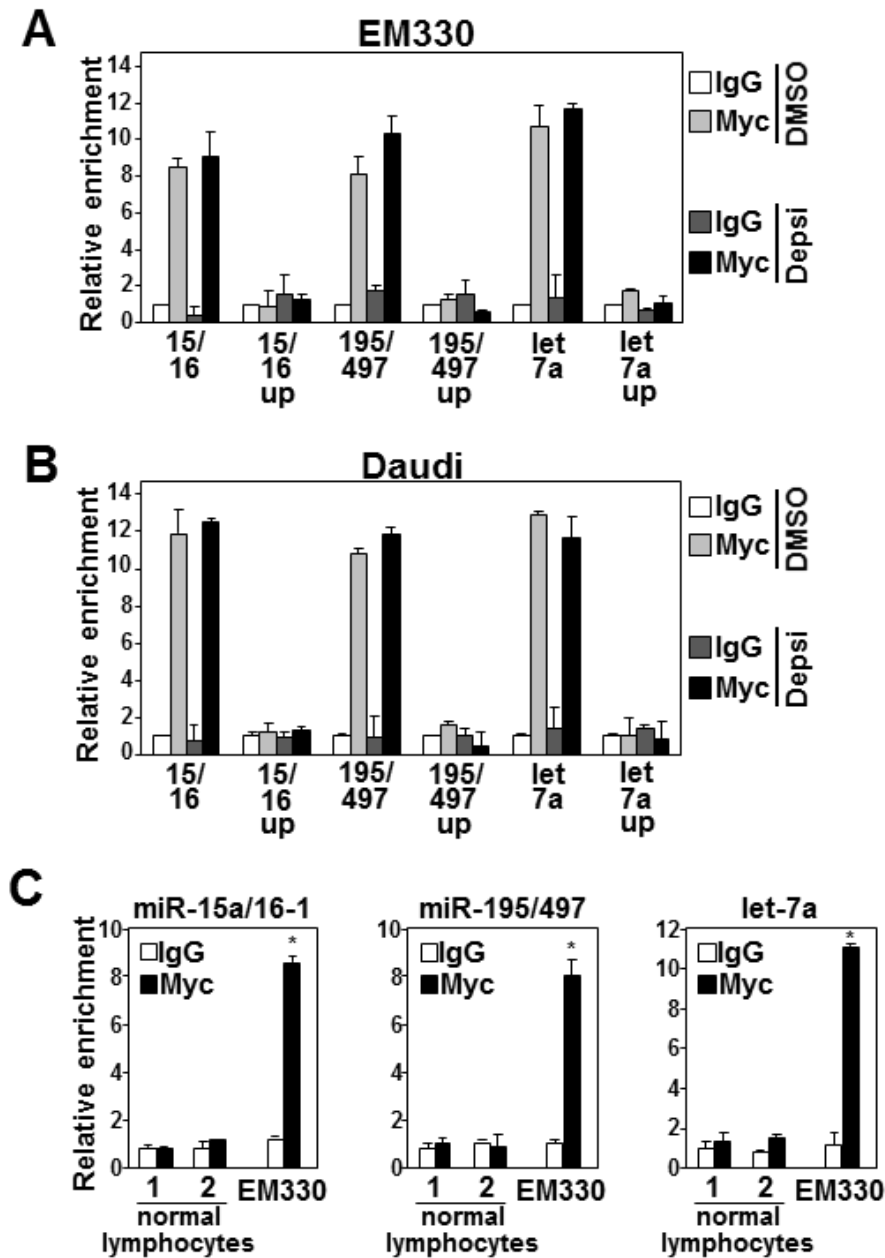 A
EM330
Relative enrichment
14
12
10
8
6
4
2
0
15/
16
15/
16
up
195/
497
195/
497
up
let
7a
let
7a
up
IgG
Myc
DMSO
IgG
Myc
Depsi
B
Daudi
Relative enrichment
14
12
10
8
6
4
2
0
15/
16
15/
16
up
195/
497
195/
497
up
let
7a
let
7a
up
IgG
Myc
DMSO
IgG
Myc
Depsi
C
miR-15a/16-1
Relative enrichment
10
8
6
4
2
0
IgG
Myc
*
1 2 EM330
normal
lymphocytes
miR-195/497
10
8
6
4
2
0
IgG
Myc
*
1 2 EM330
normal
lymphocytes
let-7a
12
10
8
6
4
2
0
IgG
Myc
*
1 2 EM330
normal
lymphocytes